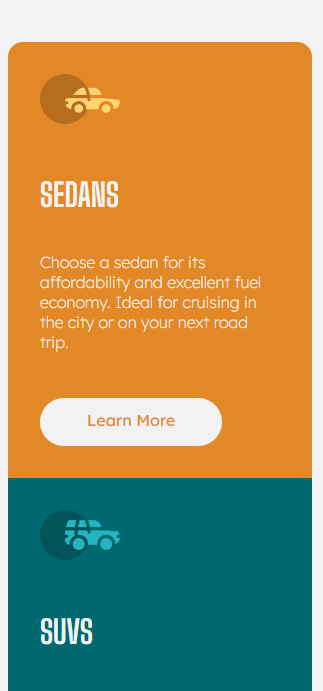 SEDANS
Choose a sedan for its
affordability and excellent fuel
economy. Ideal for cruising in
the city or on your next road
trip.
Learn More
SUVS